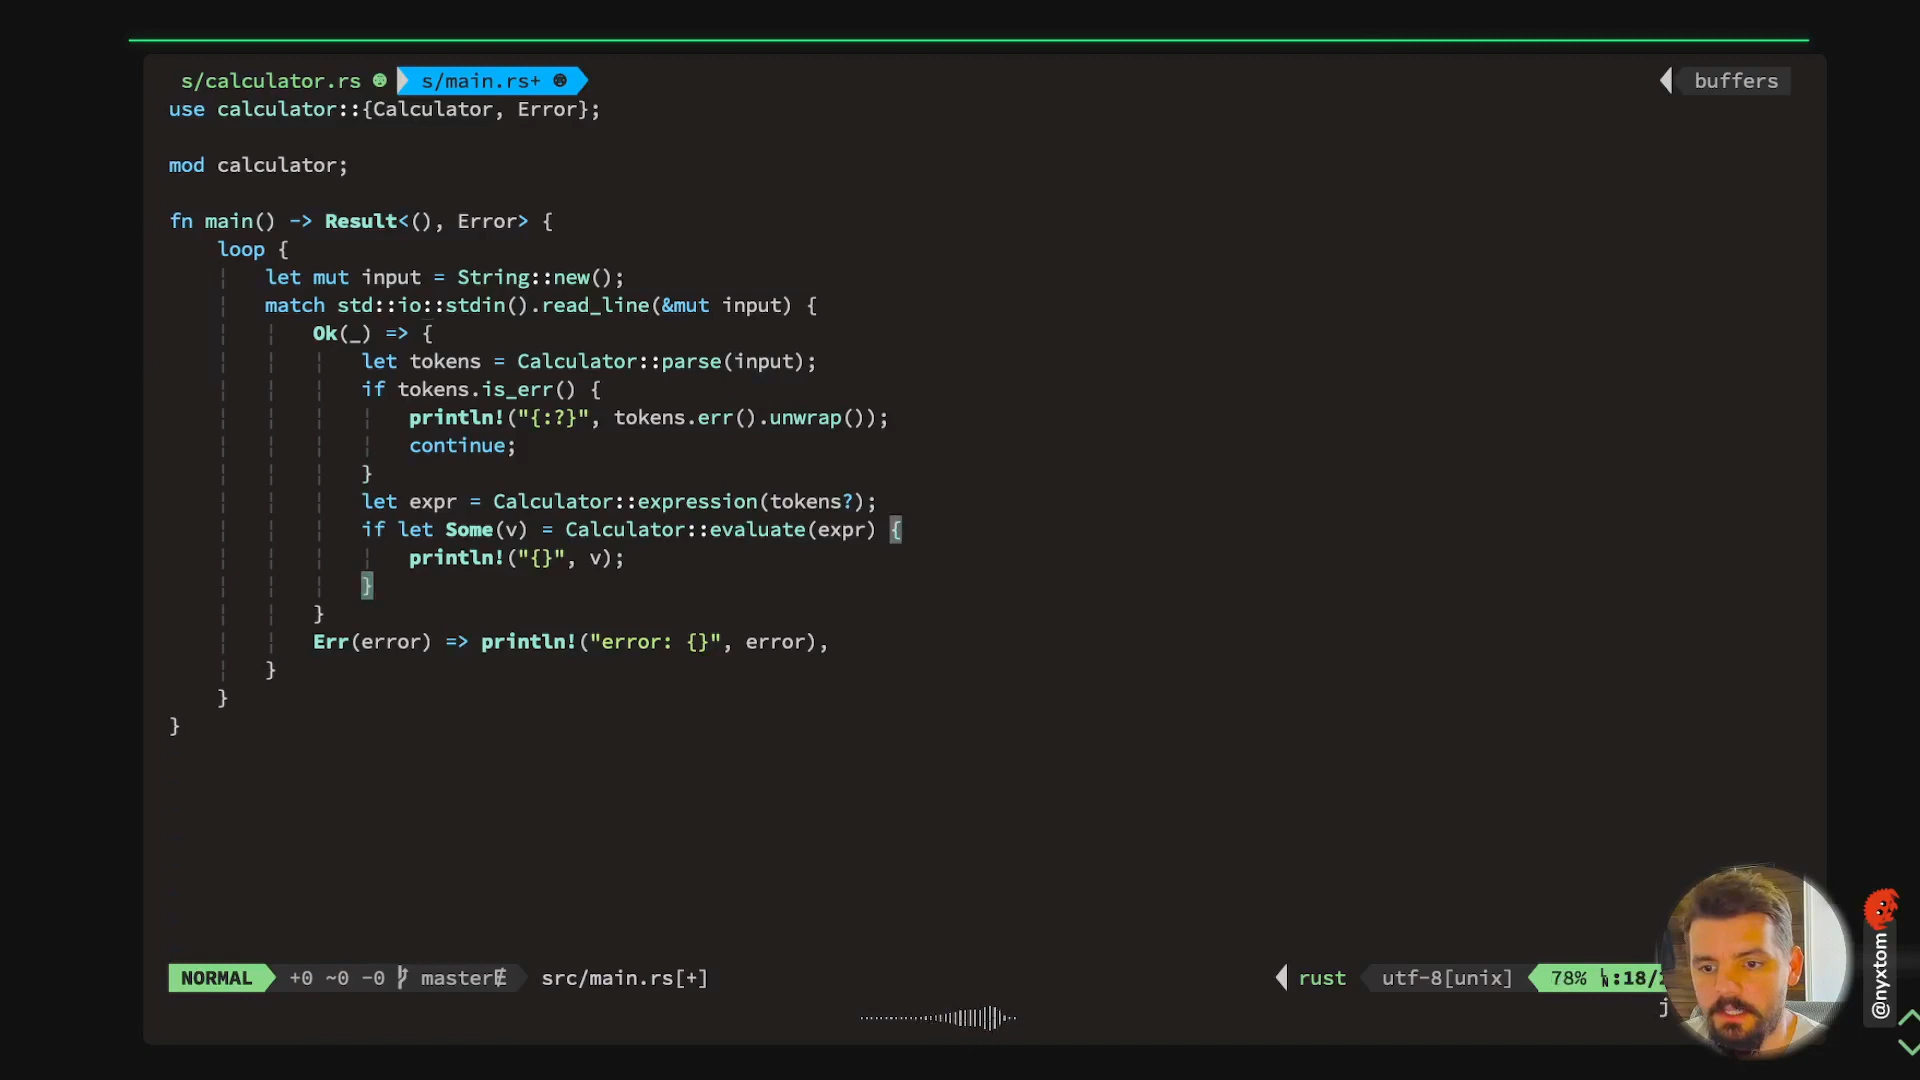 s/calculator.rs s/main.rs+ buffers
use calculator::{Calculator, Error};
mod calculator;
fn main() -> Result<(), Error> {
    loop {
        let mut input = String::new();
        match std::io::stdin().read_line(&mut input) {
            Ok(_) => {
                let tokens = Calculator::parse(input);
                if tokens.is_err() {
                    println!("{:?}", tokens.err().unwrap());
                    continue;
                }
                let expr = Calculator::expression(tokens?);
                if let Some(v) = Calculator::evaluate(expr) {
                    println!("{}", v);
                }
            }
            Err(error) => println!("error: {}", error),
        }
    }
}
NORMAL +0 ~0 -0 master src/main.rs[+] rust utf-8[unix] 78% :18/2
j
@nyxtom